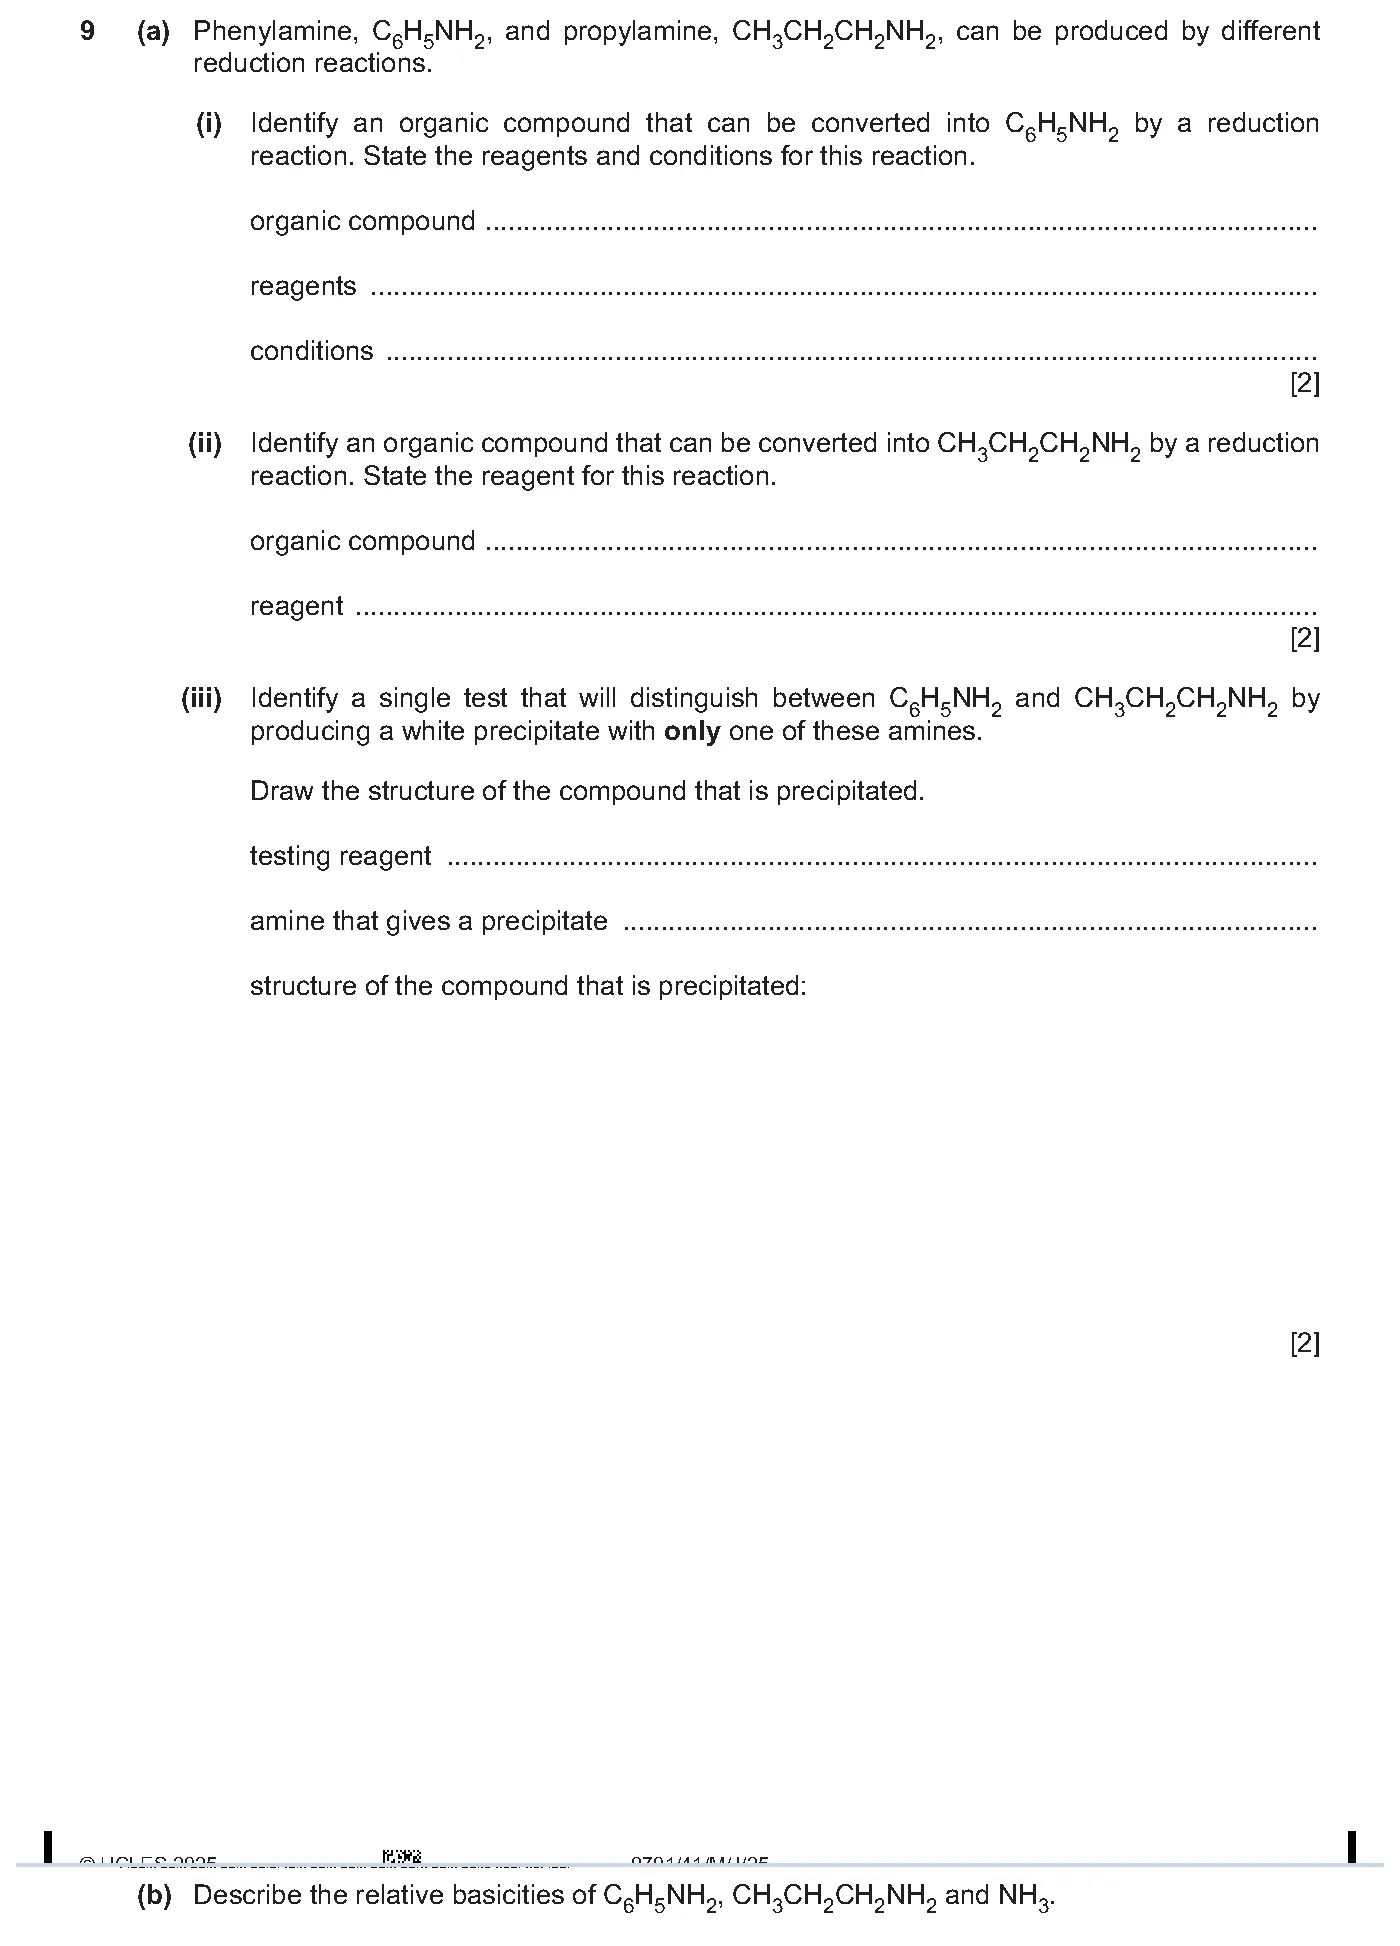 9 (a) Phenylamine, C₆H₅NH₂, and propylamine, CH₃CH₂CH₂NH₂, can be produced by different
reduction reactions.
(i) Identify an organic compound that can be converted into C₆H₅NH₂ by a reduction
reaction. State the reagents and conditions for this reaction.
organic compound ..........
reagents ..........
conditions ..........
[2]
(ii) Identify an organic compound that can be converted into CH₃CH₂CH₂NH₂ by a reduction
reaction. State the reagent for this reaction.
organic compound ..........
reagent ..........
[2]
(iii) Identify a single test that will distinguish between C₆H₅NH₂ and CH₃CH₂CH₂NH₂ by
producing a white precipitate with only one of these amines.
Draw the structure of the compound that is precipitated.
testing reagent ..........
amine that gives a precipitate ..........
structure of the compound that is precipitated:
[2]
© UCLES 2025
(b) Describe the relative basicities of C₆H₅NH₂, CH₃CH₂CH₂NH₂ and NH₃.